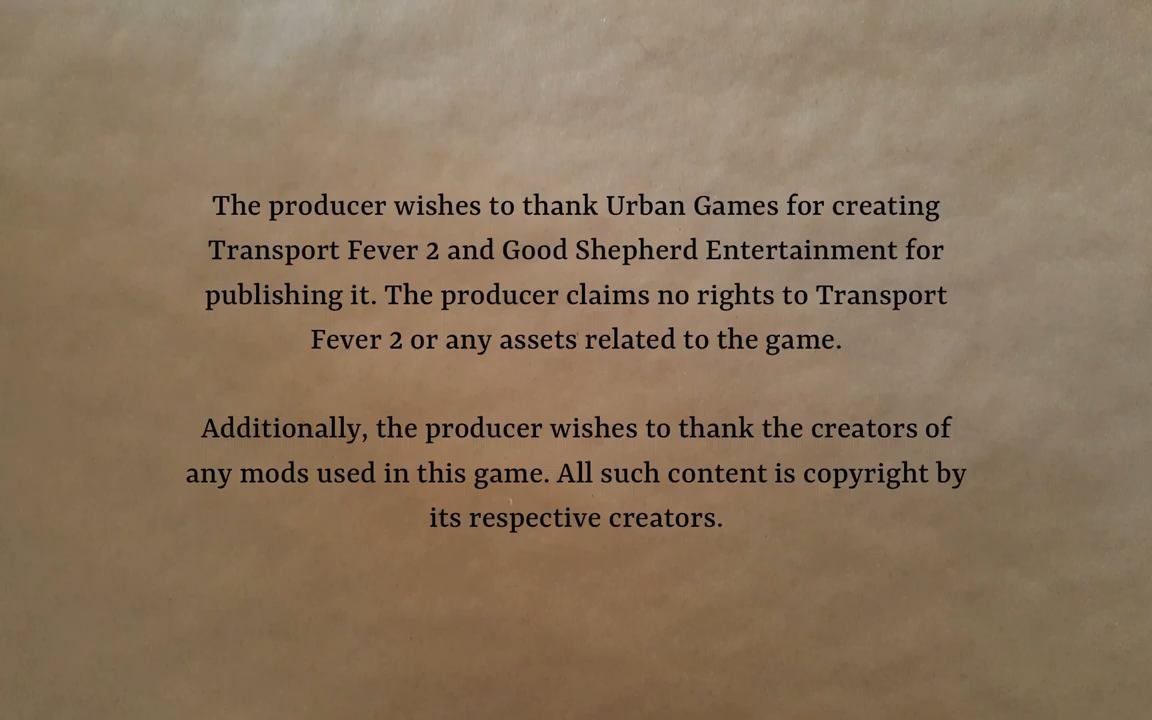 The producer wishes to thank Urban Games for creating
Transport Fever 2 and Good Shepherd Entertainment for
publishing it. The producer claims no rights to Transport
Fever 2 or any assets related to the game.
Additionally, the producer wishes to thank the creators of
any mods used in this game. All such content is copyright by
its respective creators.